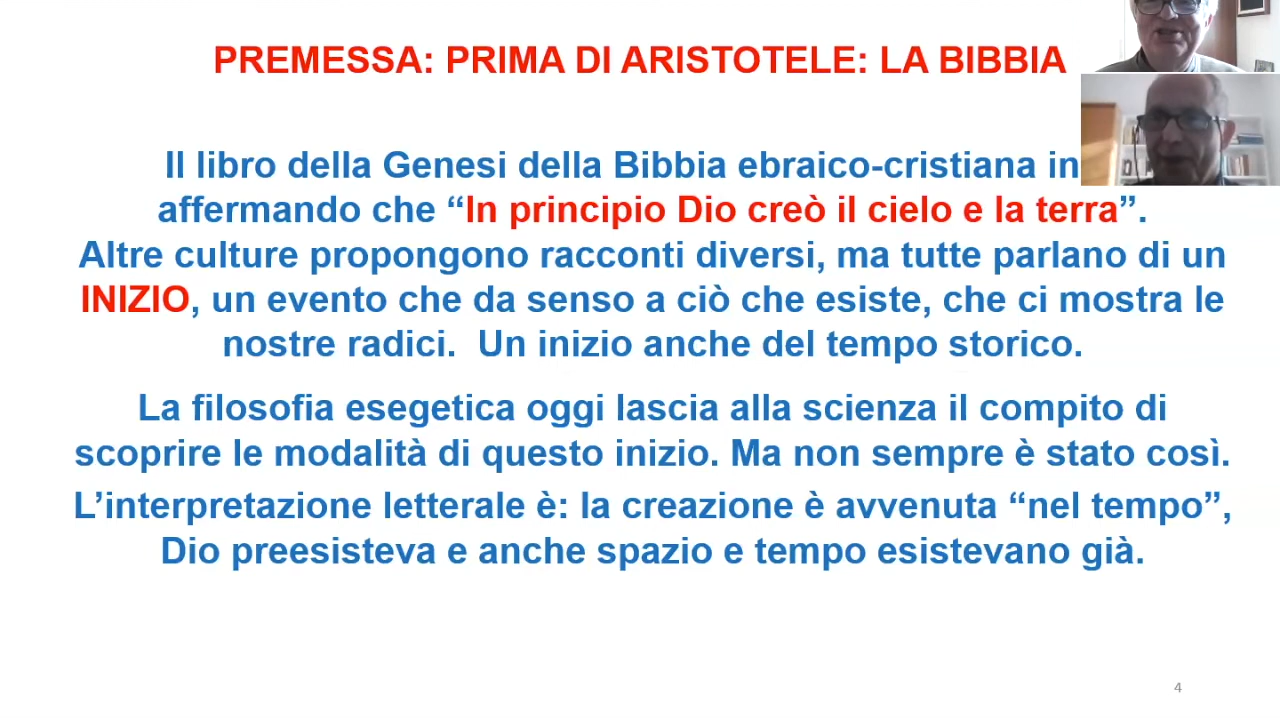 PREMESSA: PRIMA DI ARISTOTELE: LA BIBBIA
Il libro della Genesi della Bibbia ebraico-cristiana
affermando che “In principio Dio creò il cielo e la terra”.
Altre culture propongono racconti diversi, ma tutte parlano di un
INIZIO, un evento che da senso a ciò che esiste, che ci mostra le
nostre radici.  Un inizio anche del tempo storico.
La filosofia esegetica oggi lascia alla scienza il compito di
scoprire le modalità di questo inizio. Ma non sempre è stato così.
L’interpretazione letterale è: la creazione è avvenuta “nel tempo”,
Dio preesisteva e anche spazio e tempo esistevano già.
4